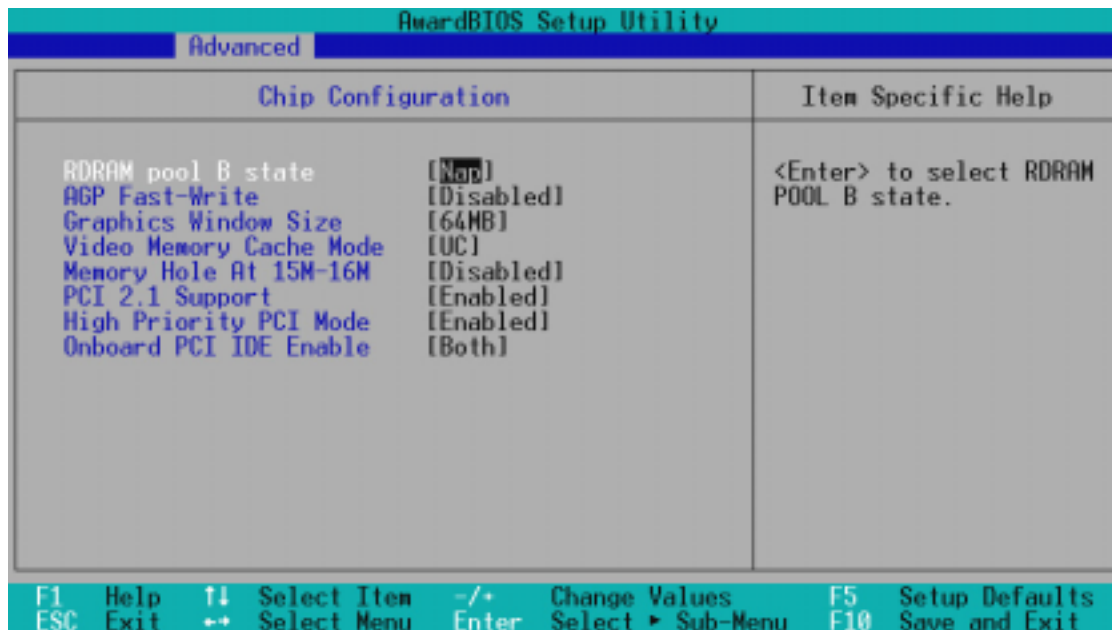 AwardBIOS Setup Utility
Advanced
Chip Configuration
Item Specific Help
RDRAM pool B state [Nap]
AGP Fast-Write [Disabled]
Graphics Window Size [64MB]
Video Memory Cache Mode [UC]
Memory Hole At 15M-16M [Disabled]
PCI 2.1 Support [Enabled]
High Priority PCI Mode [Enabled]
Onboard PCI IDE Enable [Both]
<Enter> to select RDRAM
POOL B state.
F1 Help ↑↓ Select Item -/+ Change Values F5 Setup Defaults
ESC Exit ←→ Select Menu Enter Select ► Sub-Menu F10 Save and Exit